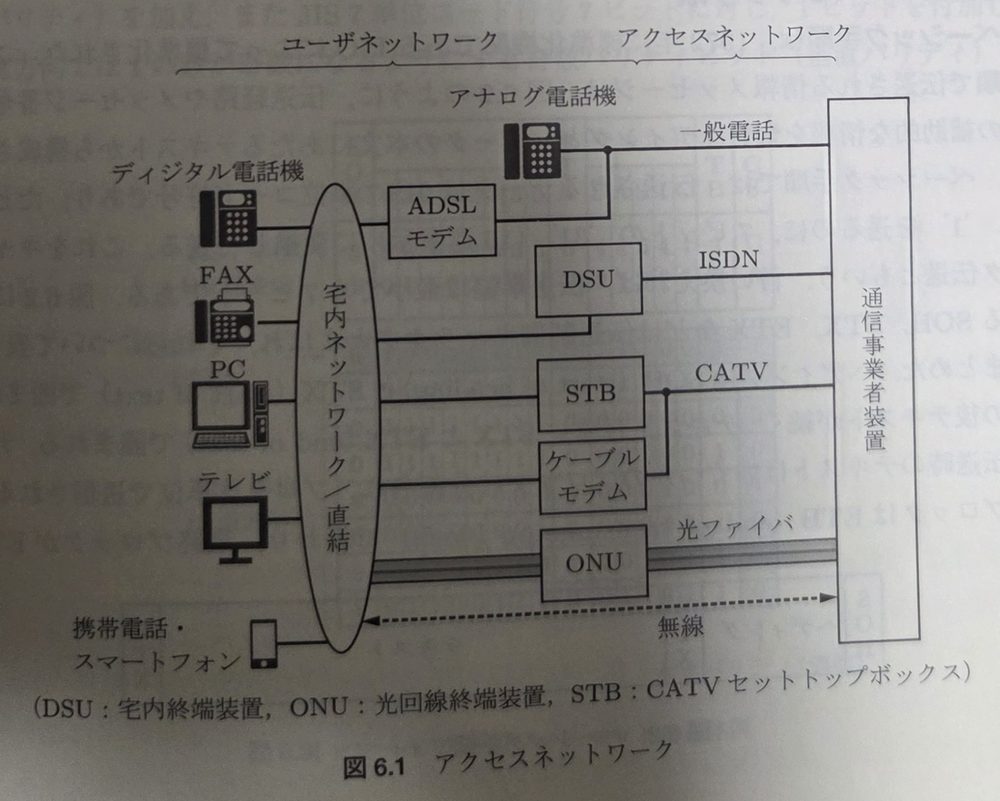 ユーザネットワーク
アクセスネットワーク
アナログ電話機
一般電話
ディジタル電話機
ADSL
モデム
FAX
DSU
ISDN
PC
STB
CATV
ケーブル
モデム
テレビ
光ファイバ
ONU
宅内ネットワーク/直結
通信事業者装置
無線
携帯電話・
スマートフォン
(DSU:宅内終端装置,ONU:光回線終端装置,STB:CATVセットトップボックス)
図6.1 アクセスネットワーク